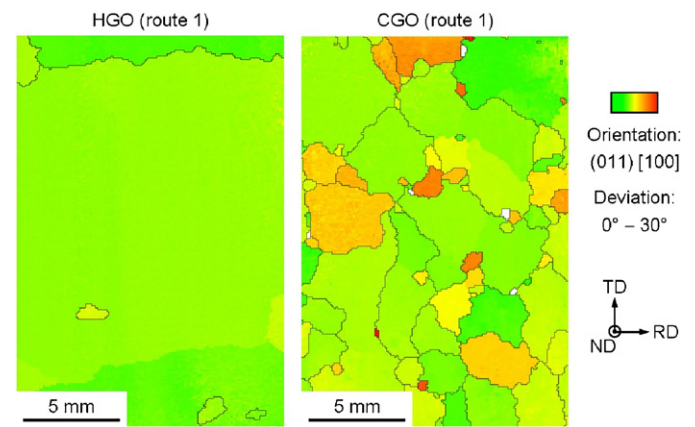 HGO (route 1)
CGO (route 1)
Orientation:
(011) [100]
Deviation:
0° – 30°
TD
ND
RD
5 mm
5 mm